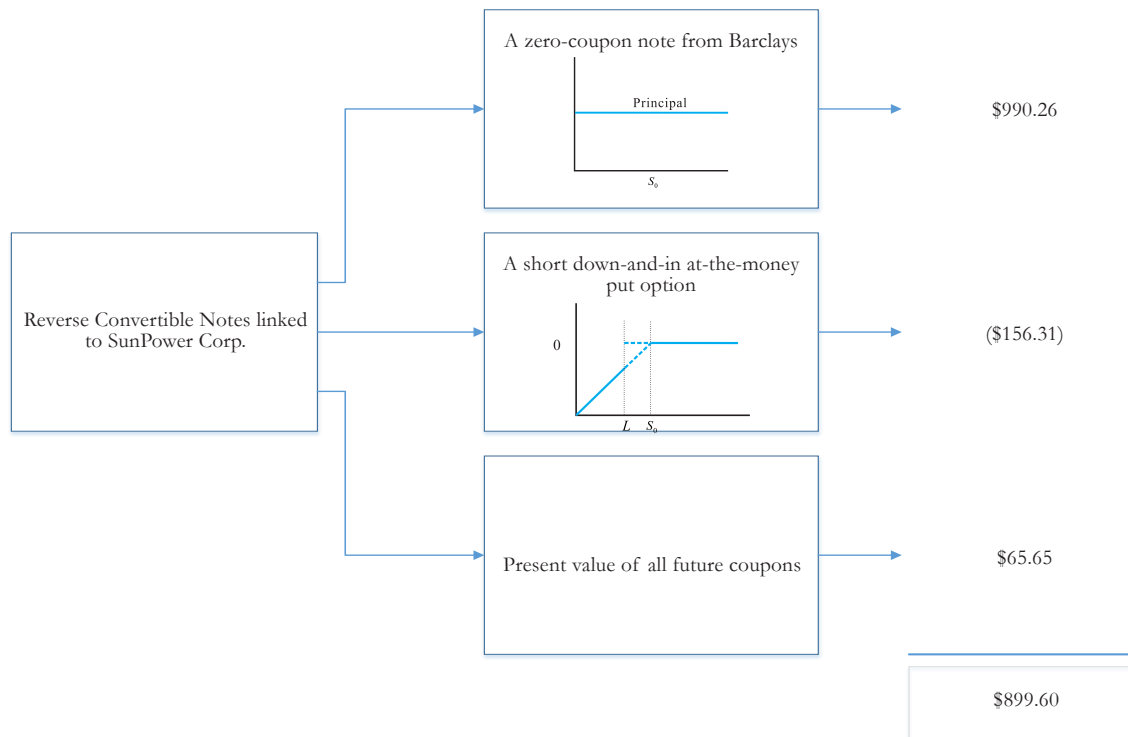 A zero-coupon note from Barclays
Principal
S₀
$990.26
Reverse Convertible Notes linked
to SunPower Corp.
A short down-and-in at-the-money
put option
0
L S₀
($156.31)
Present value of all future coupons
$65.65
$899.60